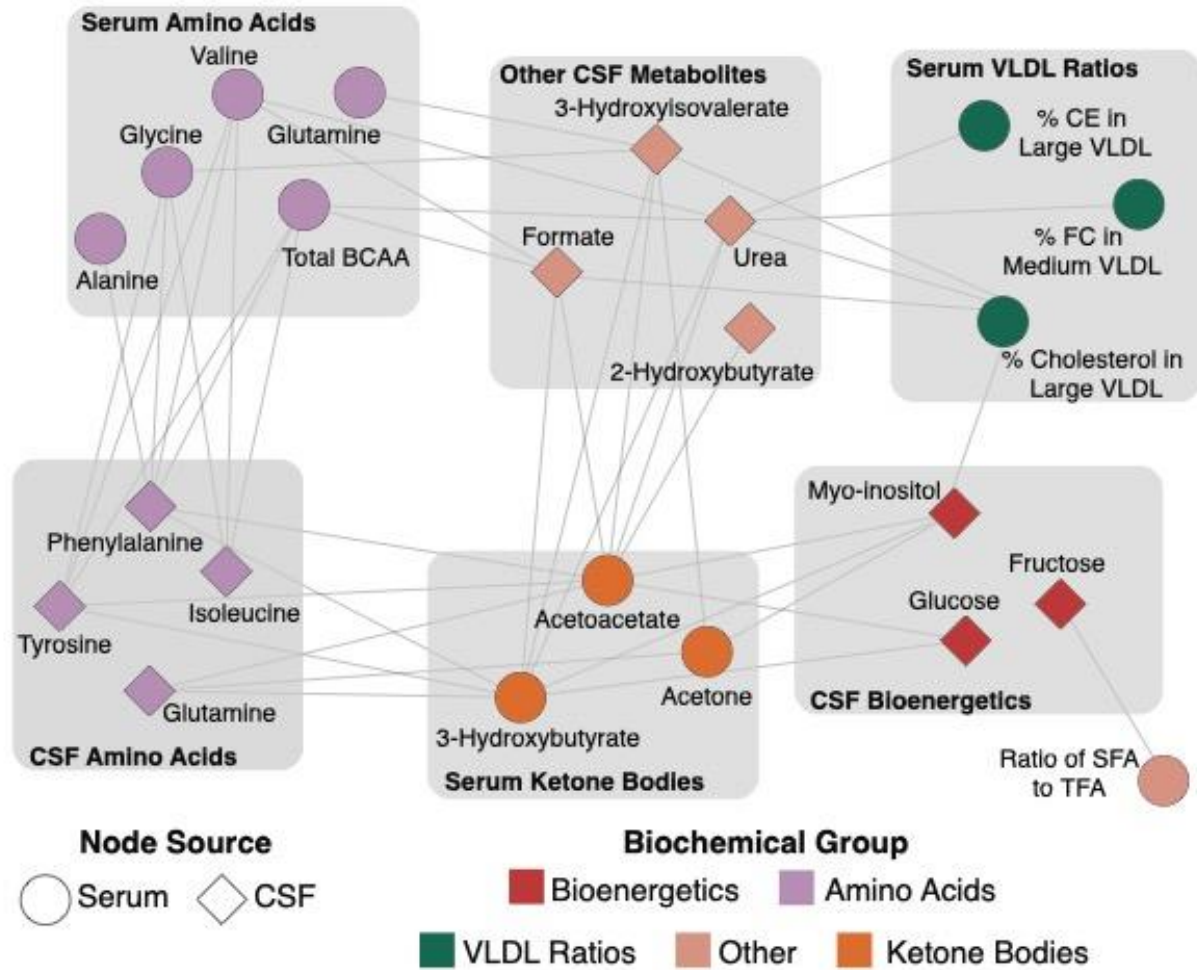 Serum Amino Acids
Valine
Glycine
Glutamine
Alanine
Total BCAA
Other CSF Metabolites
3-Hydroxyisovalerate
Formate
Urea
2-Hydroxybutyrate
Serum VLDL Ratios
% CE in
Large VLDL
% FC in
Medium VLDL
% Cholesterol in
Large VLDL
Phenylalanine
Isoleucine
Tyrosine
Glutamine
CSF Amino Acids
Acetoacetate
Acetone
3-Hydroxybutyrate
Serum Ketone Bodies
Myo-inositol
Fructose
Glucose
CSF Bioenergetics
Ratio of SFA
to TFA
Node Source
Serum
CSF
Biochemical Group
Bioenergetics
Amino Acids
VLDL Ratios
Other
Ketone Bodies